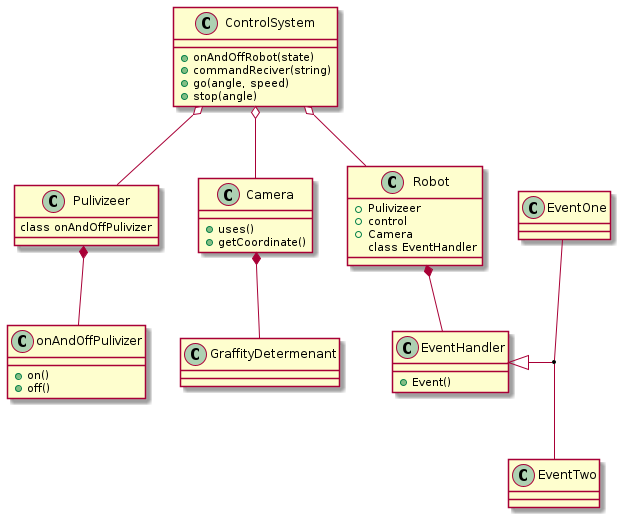 C ControlSystem
onAndOffRobot(state)
commandReciver(string)
go(angle, speed)
stop(angle)
C Pulivizeer
class onAndOffPulivizer
C Camera
uses()
getCoordinate()
C Robot
Pulivizeer
control
Camera
class EventHandler
C EventOne
C onAndOffPulivizer
on()
off()
C GraffityDetermenant
C EventHandler
Event()
C EventTwo